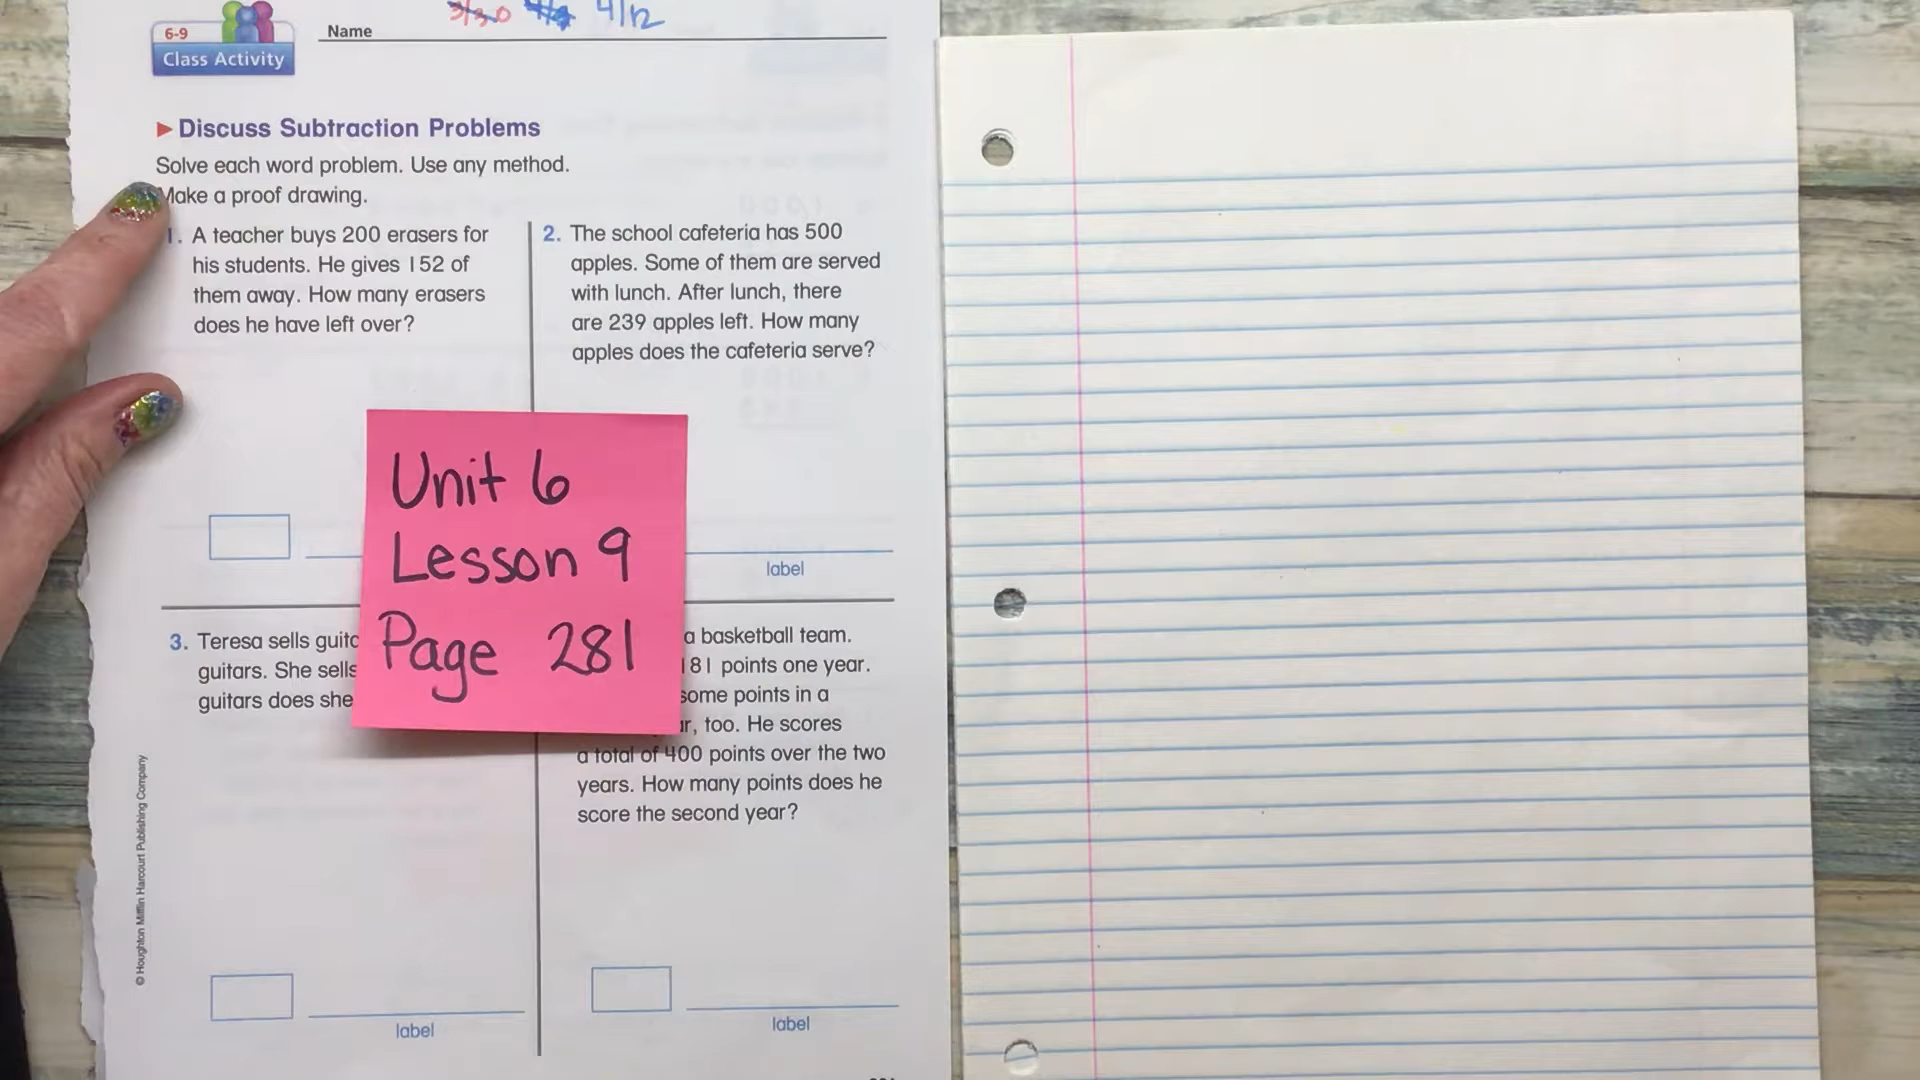 6-9
Class Activity
Name
3/30 4/9 4/12
Discuss Subtraction Problems
Solve each word problem. Use any method.
Make a proof drawing.
1. A teacher buys 200 erasers for
his students. He gives 152 of
them away. How many erasers
does he have left over?
2. The school cafeteria has 500
apples. Some of them are served
with lunch. After lunch, there
are 239 apples left. How many
apples does the cafeteria serve?
label
Unit 6
Lesson 9
Page 281
3. Teresa sells
guitars. She sells
guitars does she
a basketball team.
181 points one year.
some points in a
too. He scores
a total of 400 points over the two
years. How many points does he
score the second year?
label
label
© Houghton Mifflin Harcourt Publishing Company